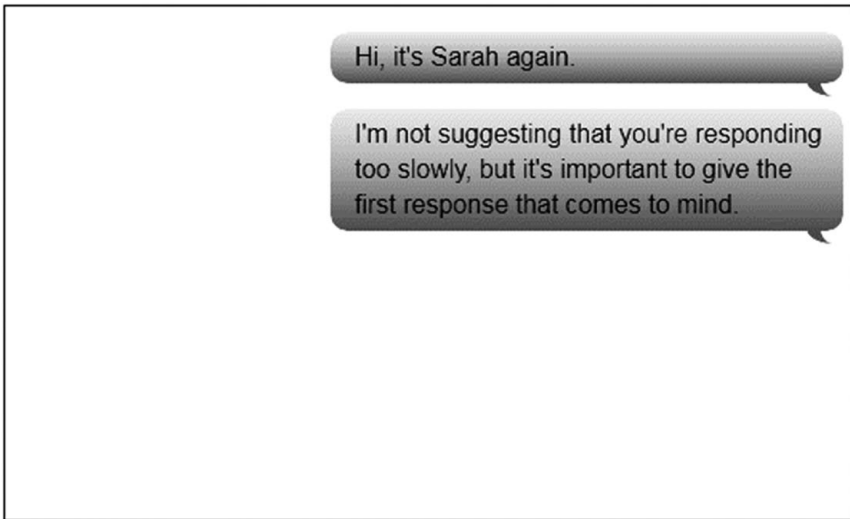 Hi, it's Sarah again.
I'm not suggesting that you're responding
too slowly, but it's important to give the
first response that comes to mind.